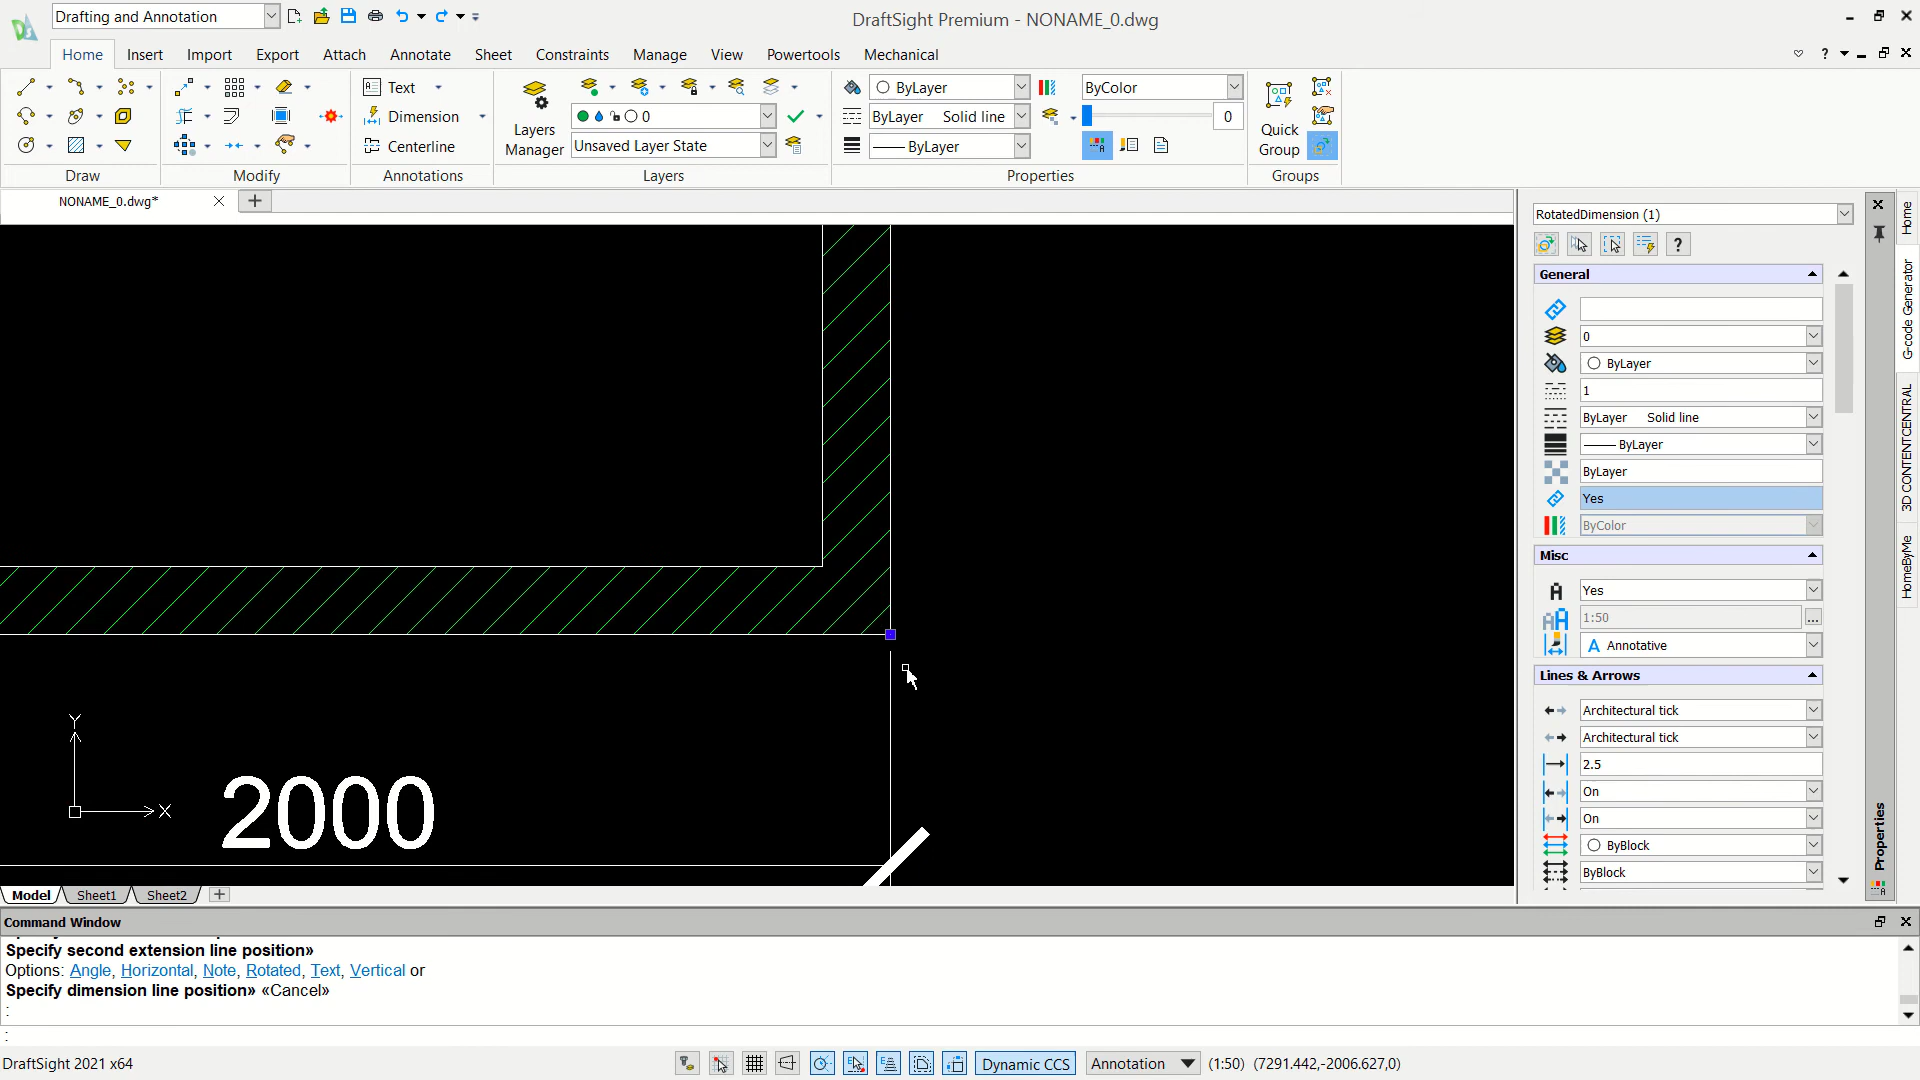 Drafting and Annotation
DraftSight Premium - NONAME_0.dwg
Home
Insert
Import
Export
Attach
Annotate
Sheet
Constraints
Manage
View
Powertools
Mechanical
Text
Dimension
Centerline
Layers
Manager
0
Unsaved Layer State
ByLayer
ByLayer Solid line
ByLayer
ByColor
0
Quick
Group
Draw
Modify
Annotations
Layers
Properties
Groups
NONAME_0.dwg*
2000
Y
X
RotatedDimension (1)
General
0
ByLayer
1
ByLayer Solid line
ByLayer
ByLayer
Yes
ByColor
Misc
Yes
1:50
Annotative
Lines & Arrows
Architectural tick
Architectural tick
2.5
On
On
ByBlock
ByBlock
Properties
Home
G-code Generator
3D CONTENTCENTRAL
HomeByMe
Model
Sheet1
Sheet2
Command Window
Specify second extension line position»
Options: Angle, Horizontal, Note, Rotated, Text, Vertical or
Specify dimension line position» «Cancel»
:
:
DraftSight 2021 x64
Dynamic CCS
Annotation
(1:50)
(7291.442,-2006.627,0)